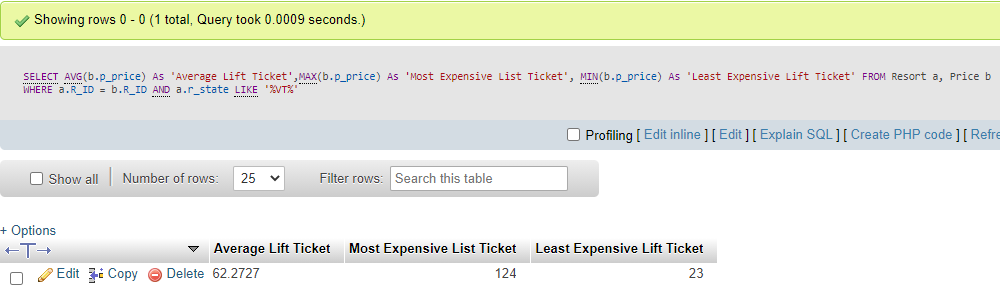 Showing rows 0 - 0 (1 total, Query took 0.0009 seconds.)
SELECT AVG(b.p_price) As 'Average Lift Ticket',MAX(b.p_price) As 'Most Expensive List Ticket', MIN(b.p_price) As 'Least Expensive Lift Ticket' FROM Resort a, Price b
WHERE a.R_ID = b.R_ID AND a.r_state LIKE '%VT%'
Profiling [ Edit inline ] [ Edit ] [ Explain SQL ] [ Create PHP code ] [ Refre
Show all Number of rows: 25 Filter rows: Search this table
+ Options
←T→ Average Lift Ticket Most Expensive List Ticket Least Expensive Lift Ticket
Edit Copy Delete 62.2727 124 23